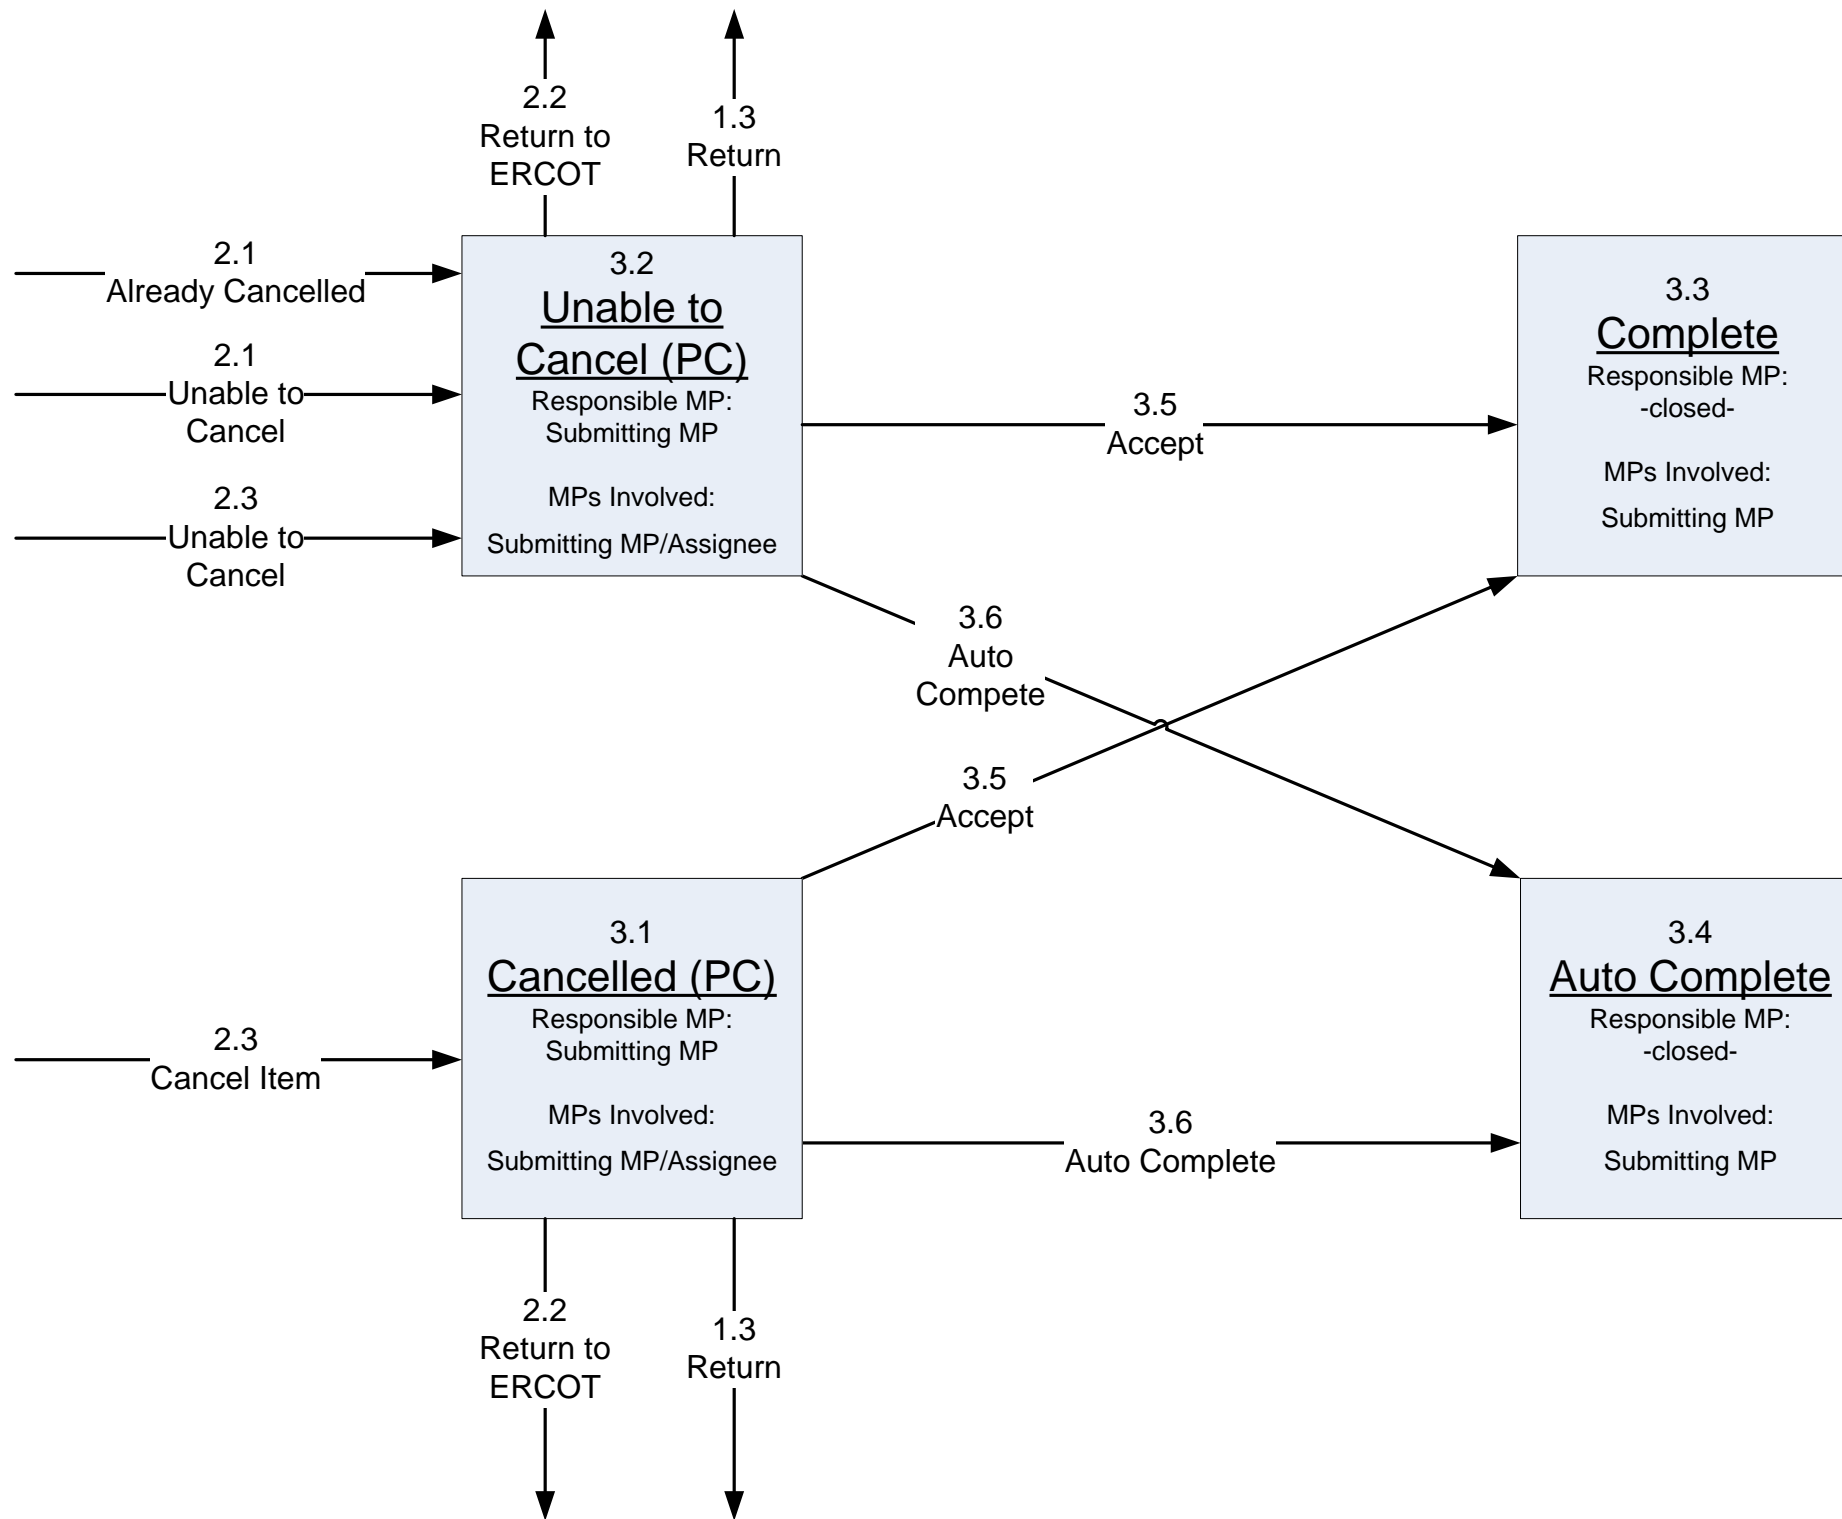 2.2
Return to
ERCOT
1.3
Return
2.1
Already Cancelled
2.1
Unable to
Cancel
2.3
Unable to
Cancel
3.2
Unable to
Cancel (PC)
Responsible MP:
Submitting MP
MPs Involved:
Submitting MP/Assignee
3.5
Accept
3.3
Complete
Responsible MP:
-closed-
MPs Involved:
Submitting MP
3.6
Auto
Compete
3.5
Accept
2.3
Cancel Item
3.1
Cancelled (PC)
Responsible MP:
Submitting MP
MPs Involved:
Submitting MP/Assignee
3.6
Auto Complete
3.4
Auto Complete
Responsible MP:
-closed-
MPs Involved:
Submitting MP
2.2
Return to
ERCOT
1.3
Return